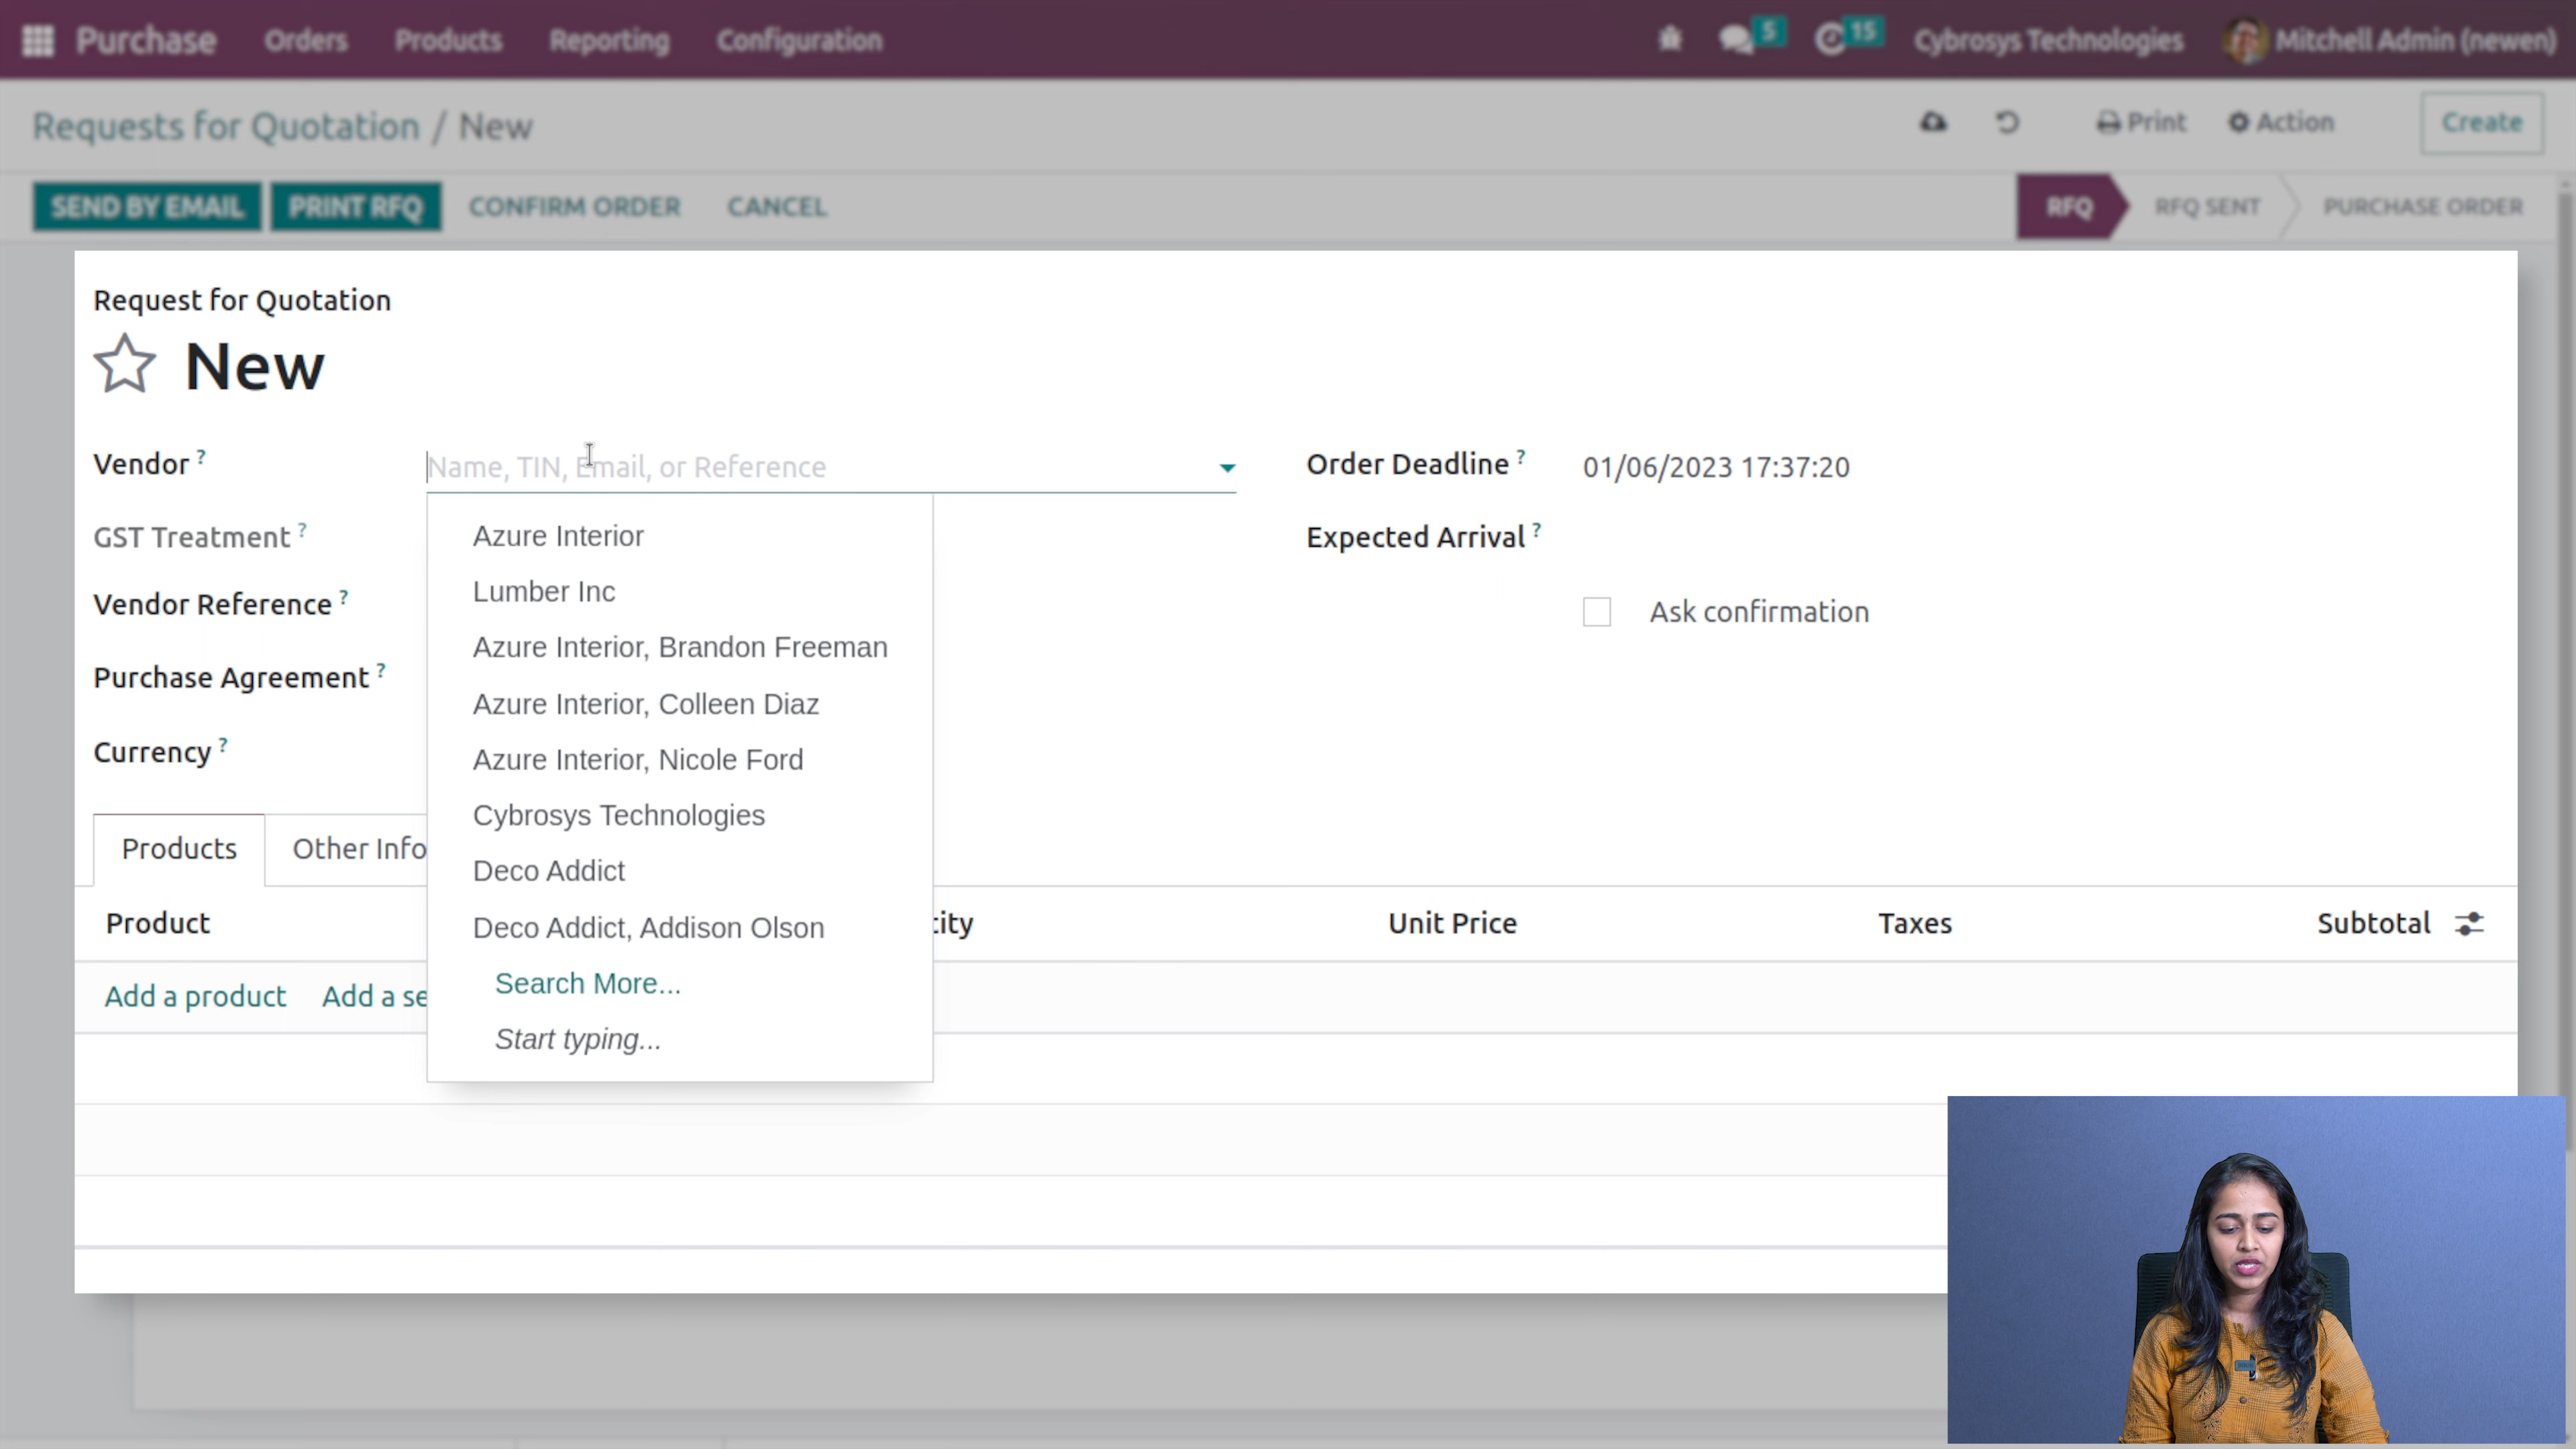 Purchase Orders Products Reporting Configuration 5 15 Cybrosys Technologies Mitchell Admin (newen)
Requests for Quotation / New Print Action Create
SEND BY EMAIL PRINT RFQ CONFIRM ORDER CANCEL RFQ RFQ SENT PURCHASE ORDER
Request for Quotation
New
Vendor ? Name, TIN, Email, or Reference Order Deadline ? 01/06/2023 17:37:20
GST Treatment ? Azure Interior Expected Arrival ?
Vendor Reference ? Lumber Inc Ask confirmation
Azure Interior, Brandon Freeman
Purchase Agreement ? Azure Interior, Colleen Diaz
Currency ? Azure Interior, Nicole Ford
Cybrosys Technologies
Products Other Info Deco Addict
Product Deco Addict, Addison Olson tity Unit Price Taxes Subtotal
Add a product Add a se Search More...
Start typing...